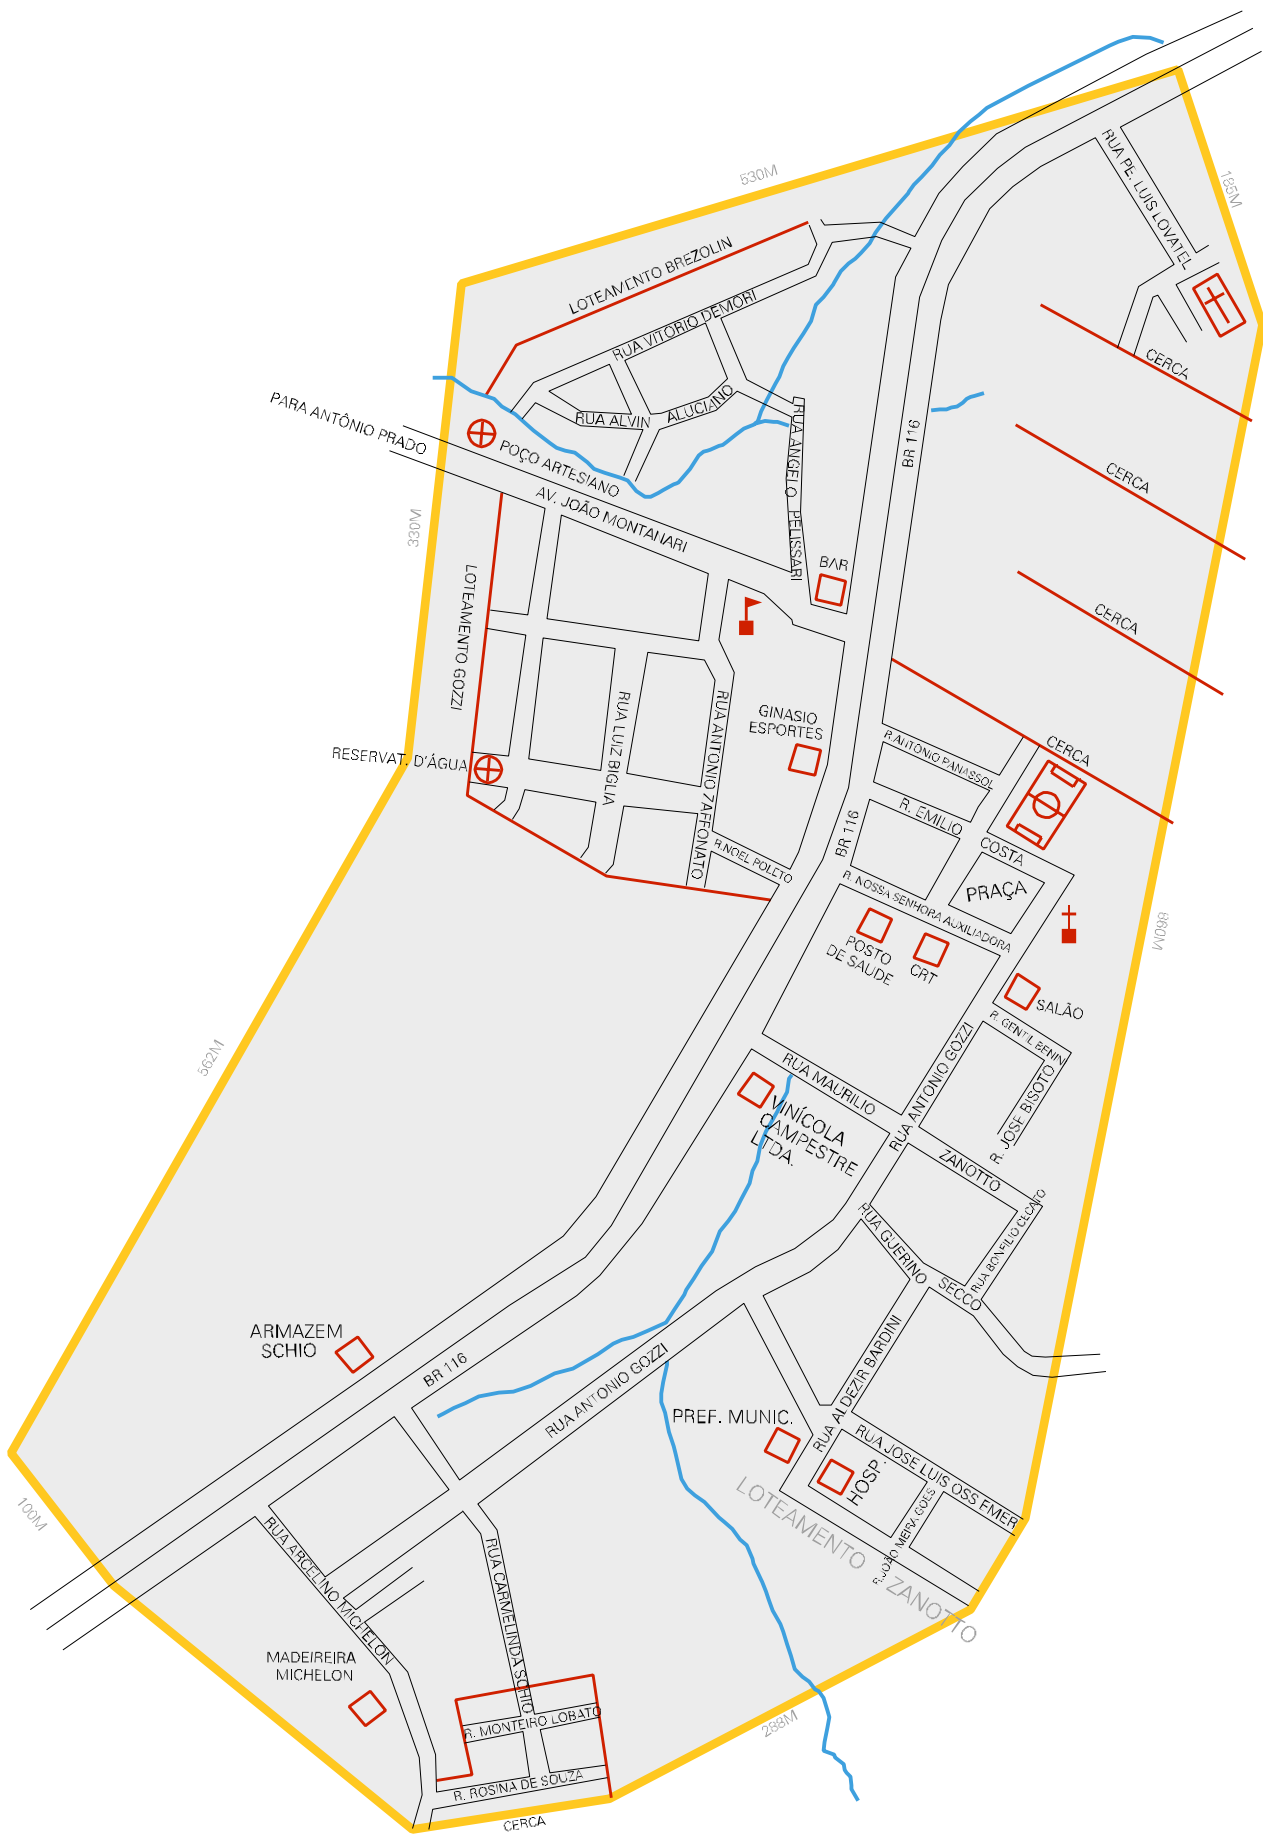 530M
185M
RUA PE. LUIS LOVATEL
LOTEAMENTO BREZOLIN
RUA VITORIO DEMORI
CERCA
PARA ANTÔNIO PRADO
RUA ALVIN
ALUCIANO
RUA ANGELO PELISSARI
BR 116
POÇO ARTESIANO
AV. JOÃO MONTANARI
CERCA
330M
BAR
LOTEAMENTO GOZZI
CERCA
RUA LUIZ BIGLIA
RUA ANTONIO ZAFFONATO
GINASIO
ESPORTES
R.ANTONIO PANASSOL
CERCA
RESERVAT. D'ÁGUA
R. EMILIO
COSTA
BR 116
R.NOEL POLETO
R. NOSSA SENHORA AUXILIADORA
PRAÇA
POSTO
DE SAUDE
CRT
860M
SALÃO
R. GENTIL BENIN
562M
RUA MAURILIO
ZANOTTO
RUA ANTONIO GOZZI
R. JOSE BISOTO
VINÍCOLA
CAMPESTRE
LTDA.
RUA GUERINO
SECCO
RUA BONFILIO CECATO
ARMAZEM
SCHIO
BR 116
RUA ANTONIO GOZZI
RUA ALDEZIR BARDINI
PREF. MUNIC.
HOSP.
RUA JOSE LUIS OSS EMER
R.JOÃO MEIRA GOES
LOTEAMENTO ZANOTTO
100M
RUA ARCELINO MICHELON
RUA CARMELINDA SCHIO
MADEIREIRA
MICHELON
R. MONTEIRO LOBATO
288M
R. ROSINA DE SOUZA
CERCA